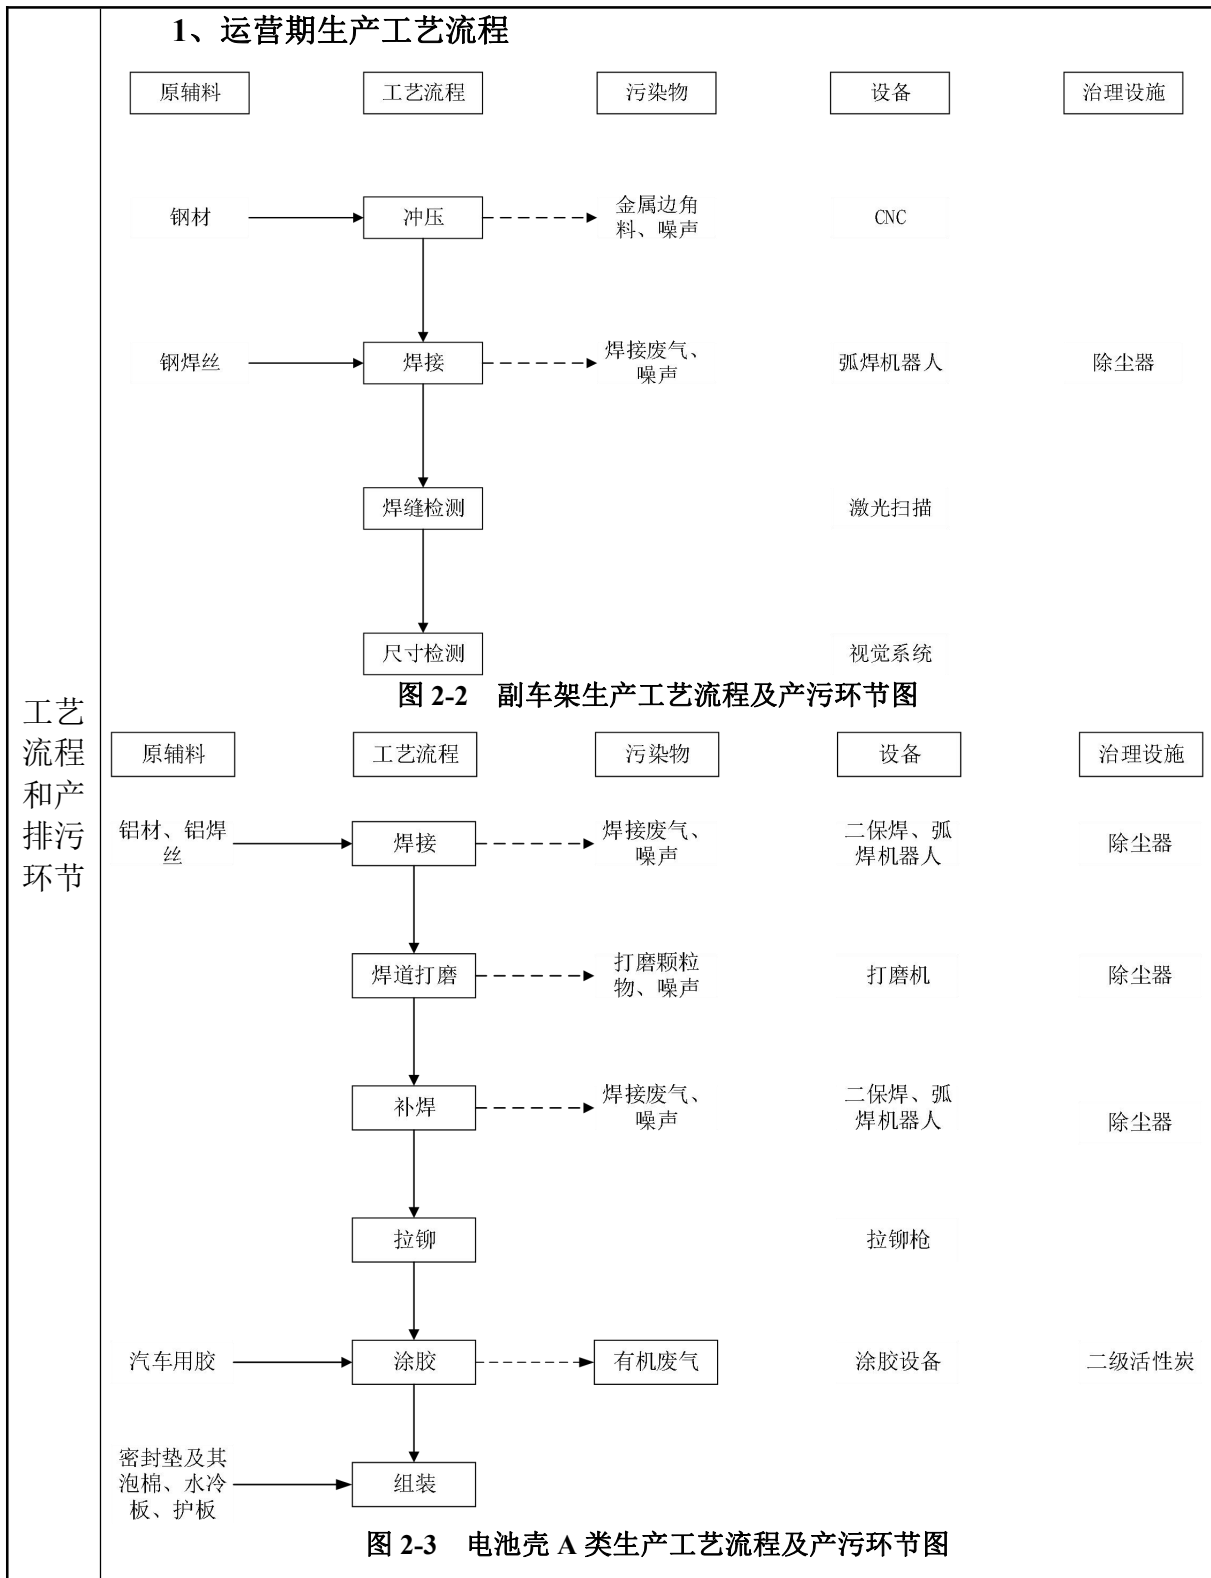 1、运营期生产工艺流程
原辅料 工艺流程 污染物 设备 治理设施
钢材 冲压 金属边角
料、噪声 CNC
钢焊丝 焊接 焊接废气、
噪声 弧焊机器人 除尘器
焊缝检测 激光扫描
尺寸检测 视觉系统
图 2-2 副车架生产工艺流程及产污环节图
工艺
流程
和产
排污
环节
原辅料 工艺流程 污染物 设备 治理设施
铝材、铝焊
丝 焊接 焊接废气、
噪声 二保焊、弧
焊机器人 除尘器
焊道打磨 打磨颗粒
物、噪声 打磨机 除尘器
补焊 焊接废气、
噪声 二保焊、弧
焊机器人 除尘器
拉铆 拉铆枪
汽车用胶 涂胶 有机废气 涂胶设备 二级活性炭
密封垫及其
泡棉、水冷
板、护板 组装
图 2-3 电池壳 A 类生产工艺流程及产污环节图